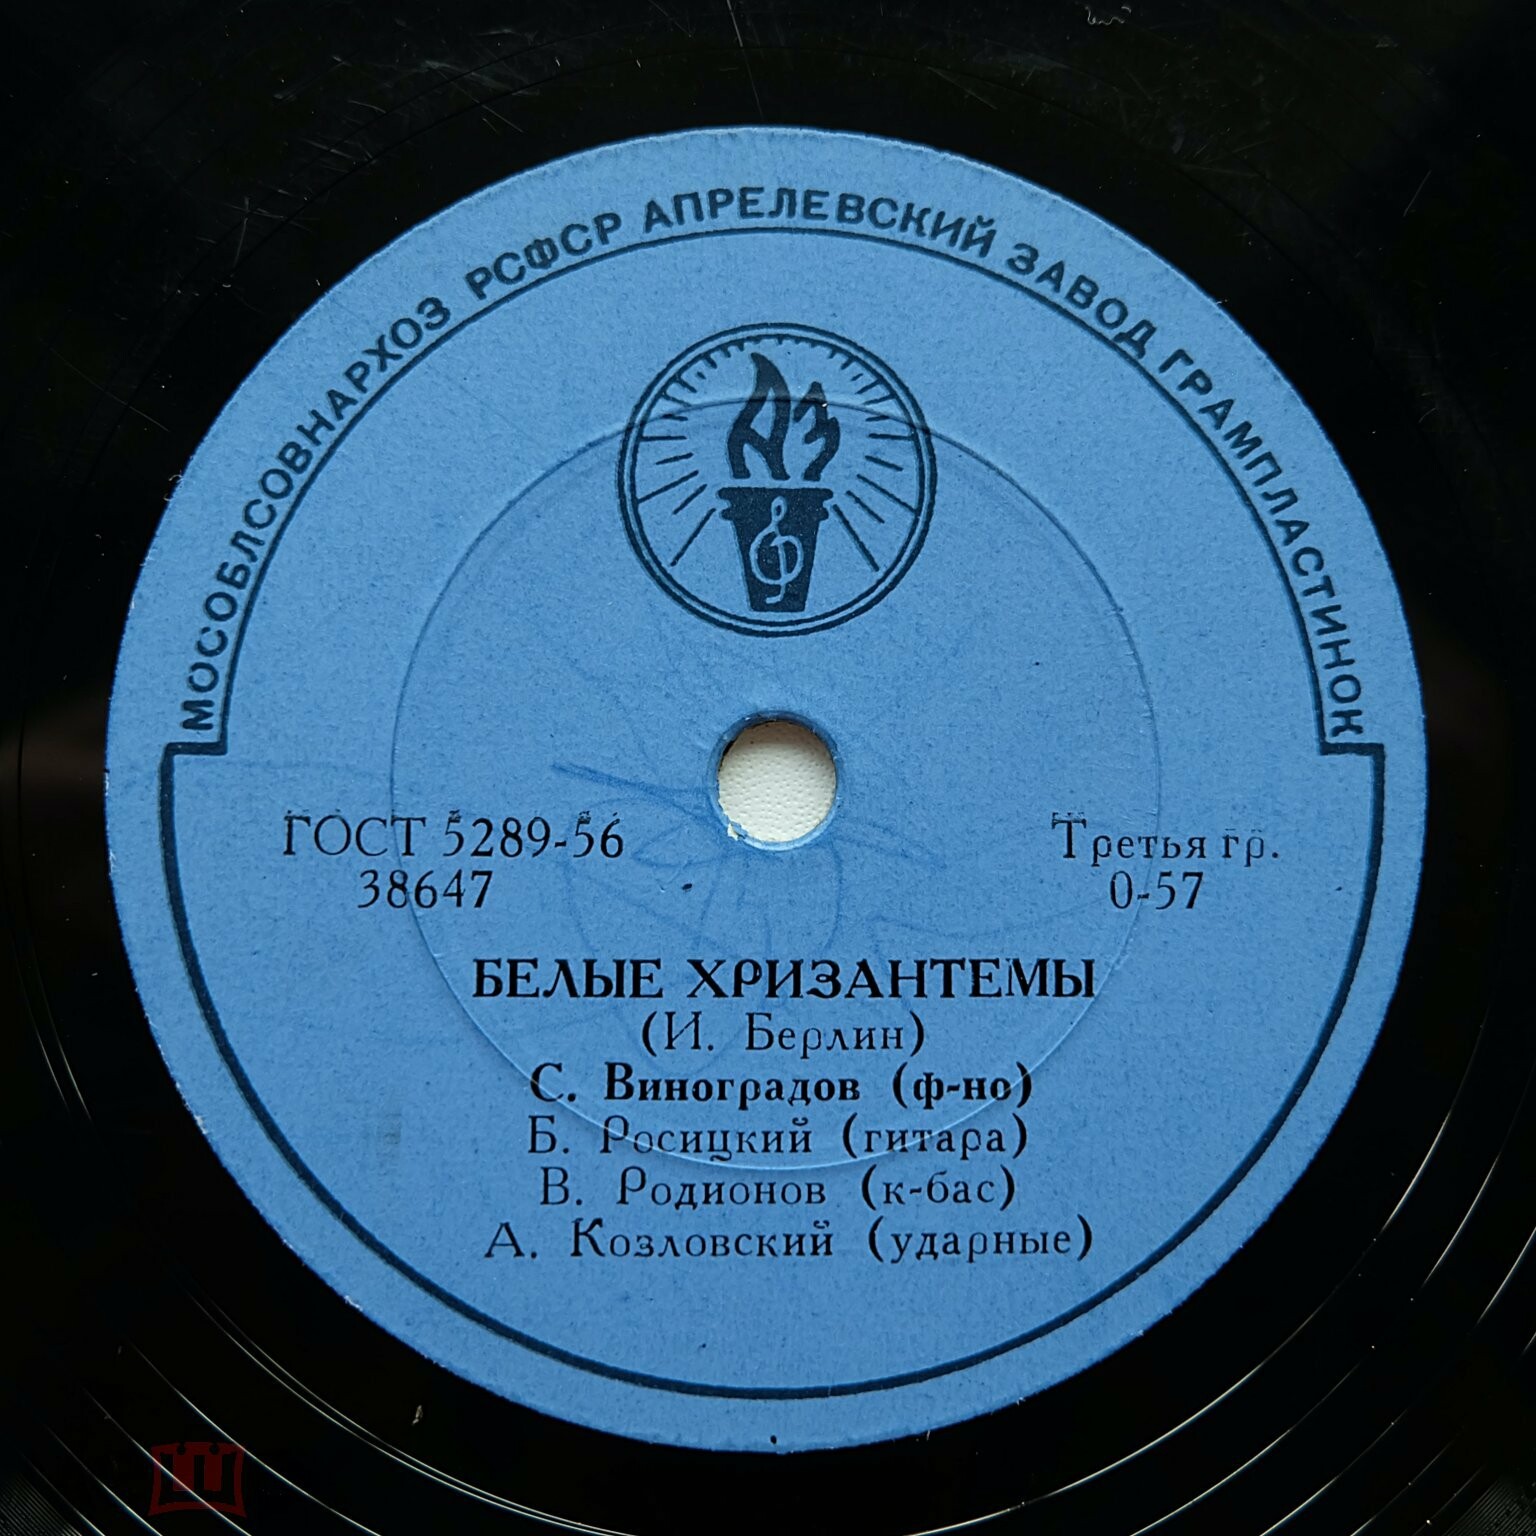 МОСОБЛСОВНАРХОЗ РСФСР АПРЕЛЕВСКИЙ ЗАВОД ГРАМПЛАСТИНОК
АЗ
ГОСТ 5289-56
38647
Третья гр.
0-57
БЕЛЫЕ ХРИЗАНТЕМЫ
(И. Берлин)
С. Виноградов (ф-но)
Б. Росицкий (гитара)
В. Родионов (к-бас)
А. Козловский (ударные)